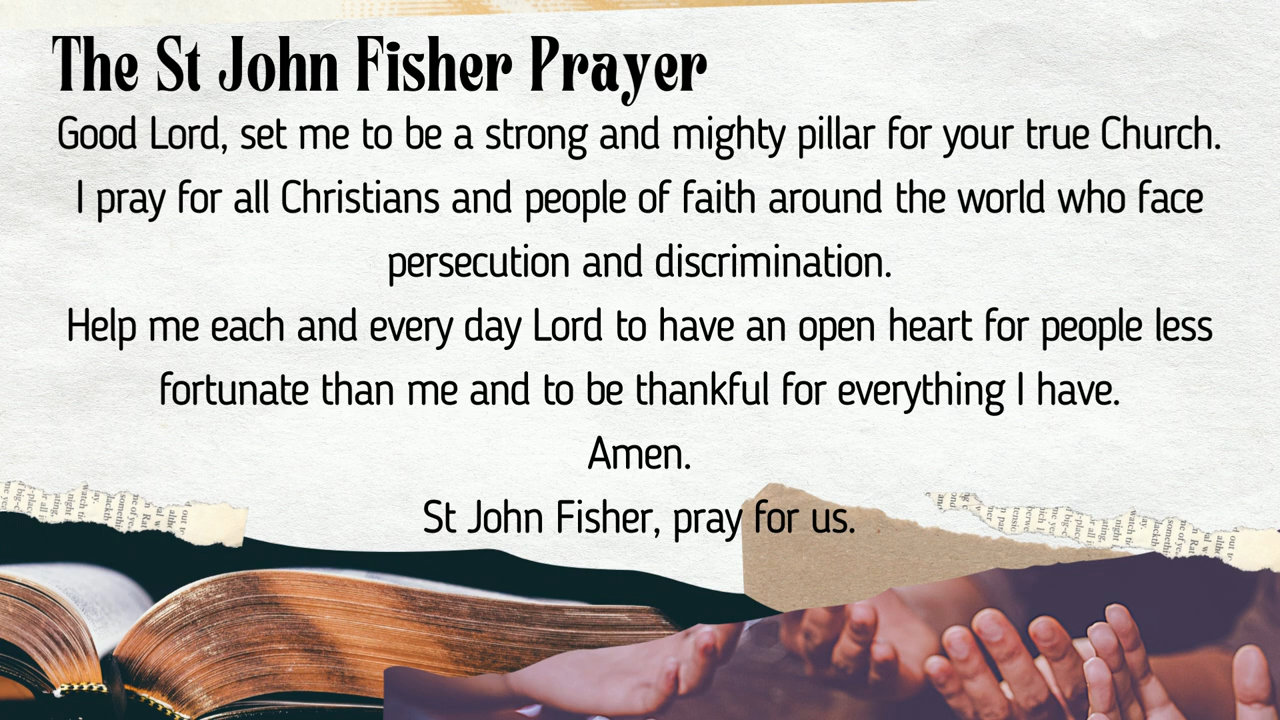 The St John Fisher Prayer
Good Lord, set me to be a strong and mighty pillar for your true Church.
I pray for all Christians and people of faith around the world who face
persecution and discrimination.
Help me each and every day Lord to have an open heart for people less
fortunate than me and to be thankful for everything I have.
Amen.
St John Fisher, pray for us.